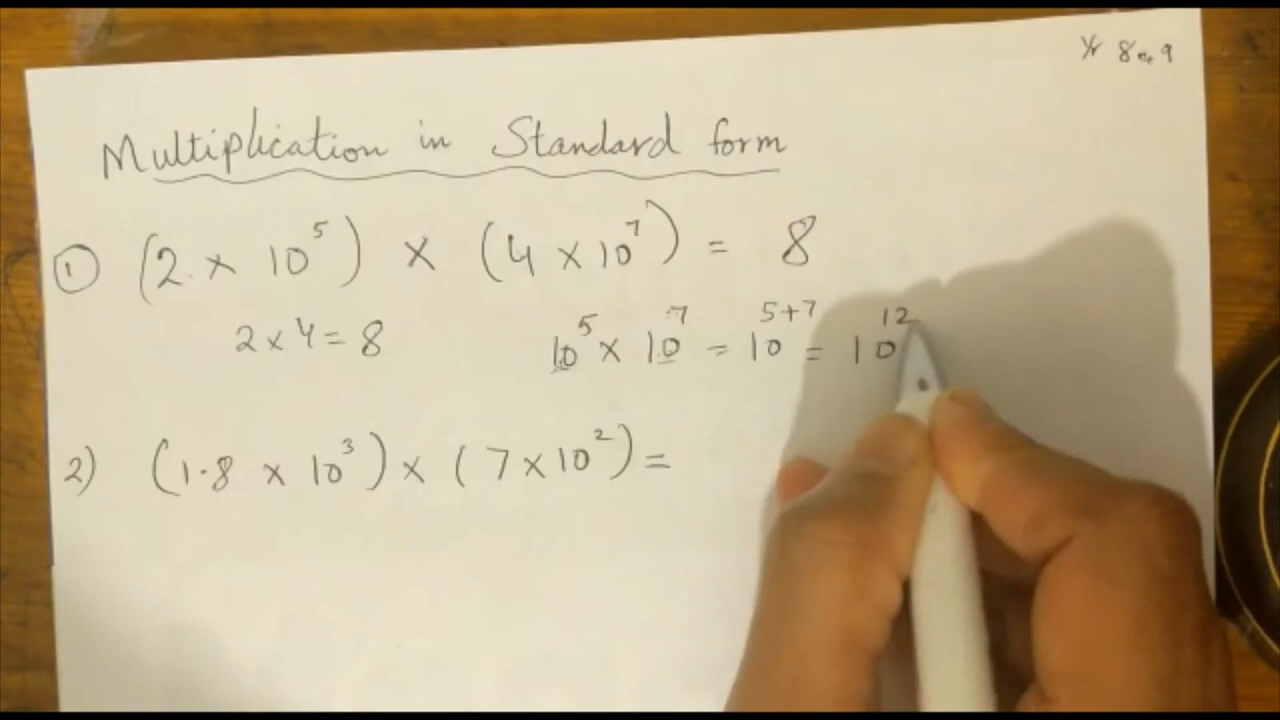 Yr 8 or 9
Multiplication in Standard form
① (2 × 10⁵) × (4 × 10⁷) = 8
2 × 4 = 8 10⁵ × 10⁷ = 10⁵⁺⁷ = 10¹²
2) (1·8 × 10³) × (7 × 10²) =